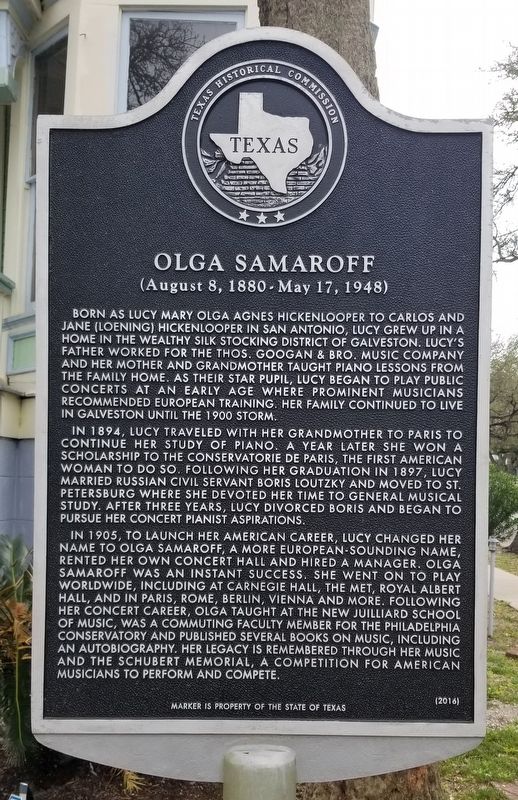 TEXAS HISTORICAL COMMISSION
TEXAS
OLGA SAMAROFF
(August 8, 1880 - May 17, 1948)
BORN AS LUCY MARY OLGA AGNES HICKENLOOPER TO CARLOS AND
JANE (LOENING) HICKENLOOPER IN SAN ANTONIO, LUCY GREW UP IN A
HOME IN THE WEALTHY SILK STOCKING DISTRICT OF GALVESTON. LUCY'S
FATHER WORKED FOR THE THOS. GOOGAN & BRO. MUSIC COMPANY
AND HER MOTHER AND GRANDMOTHER TAUGHT PIANO LESSONS FROM
THE FAMILY HOME. AS THEIR STAR PUPIL, LUCY BEGAN TO PLAY PUBLIC
CONCERTS AT AN EARLY AGE WHERE PROMINENT MUSICIANS
RECOMMENDED EUROPEAN TRAINING. HER FAMILY CONTINUED TO LIVE
IN GALVESTON UNTIL THE 1900 STORM.
IN 1894, LUCY TRAVELED WITH HER GRANDMOTHER TO PARIS TO
CONTINUE HER STUDY OF PIANO. A YEAR LATER SHE WON A
SCHOLARSHIP TO THE CONSERVATORIE DE PARIS, THE FIRST AMERICAN
WOMAN TO DO SO. FOLLOWING HER GRADUATION IN 1897, LUCY
MARRIED RUSSIAN CIVIL SERVANT BORIS LOUTZKY AND MOVED TO ST.
PETERSBURG WHERE SHE DEVOTED HER TIME TO GENERAL MUSICAL
STUDY. AFTER THREE YEARS, LUCY DIVORCED BORIS AND BEGAN TO
PURSUE HER CONCERT PIANIST ASPIRATIONS.
IN 1905, TO LAUNCH HER AMERICAN CAREER, LUCY CHANGED HER
NAME TO OLGA SAMAROFF, A MORE EUROPEAN-SOUNDING NAME,
RENTED HER OWN CONCERT HALL AND HIRED A MANAGER. OLGA
SAMAROFF WAS AN INSTANT SUCCESS. SHE WENT ON TO PLAY
WORLDWIDE, INCLUDING AT CARNEGIE HALL, THE MET, ROYAL ALBERT
HALL, AND IN PARIS, ROME, BERLIN, VIENNA AND MORE. FOLLOWING
HER CONCERT CAREER, OLGA TAUGHT AT THE NEW JUILLIARD SCHOOL
OF MUSIC, WAS A COMMUTING FACULTY MEMBER FOR THE PHILADELPHIA
CONSERVATORY AND PUBLISHED SEVERAL BOOKS ON MUSIC, INCLUDING
AN AUTOBIOGRAPHY. HER LEGACY IS REMEMBERED THROUGH HER MUSIC
AND THE SCHUBERT MEMORIAL, A COMPETITION FOR AMERICAN
MUSICIANS TO PERFORM AND COMPETE.
(2016)
MARKER IS PROPERTY OF THE STATE OF TEXAS